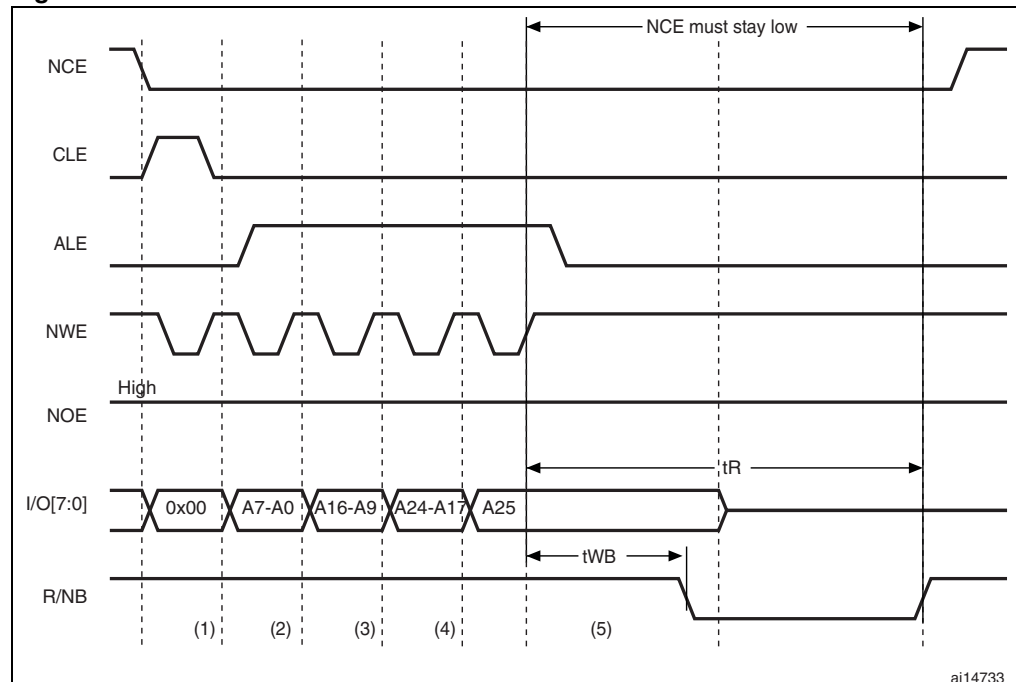 NCE must stay low
NCE
CLE
ALE
NWE
High
NOE
tR
I/O[7:0]
0x00
A7-A0
A16-A9
A24-A17
A25
tWB
R/NB
(1)
(2)
(3)
(4)
(5)
ai14733